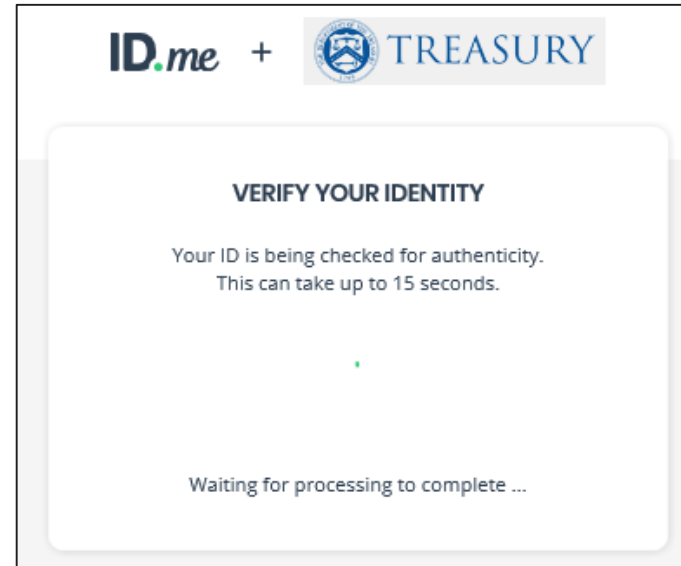 ID.me + TREASURY
VERIFY YOUR IDENTITY
Your ID is being checked for authenticity.
This can take up to 15 seconds.
Waiting for processing to complete ...